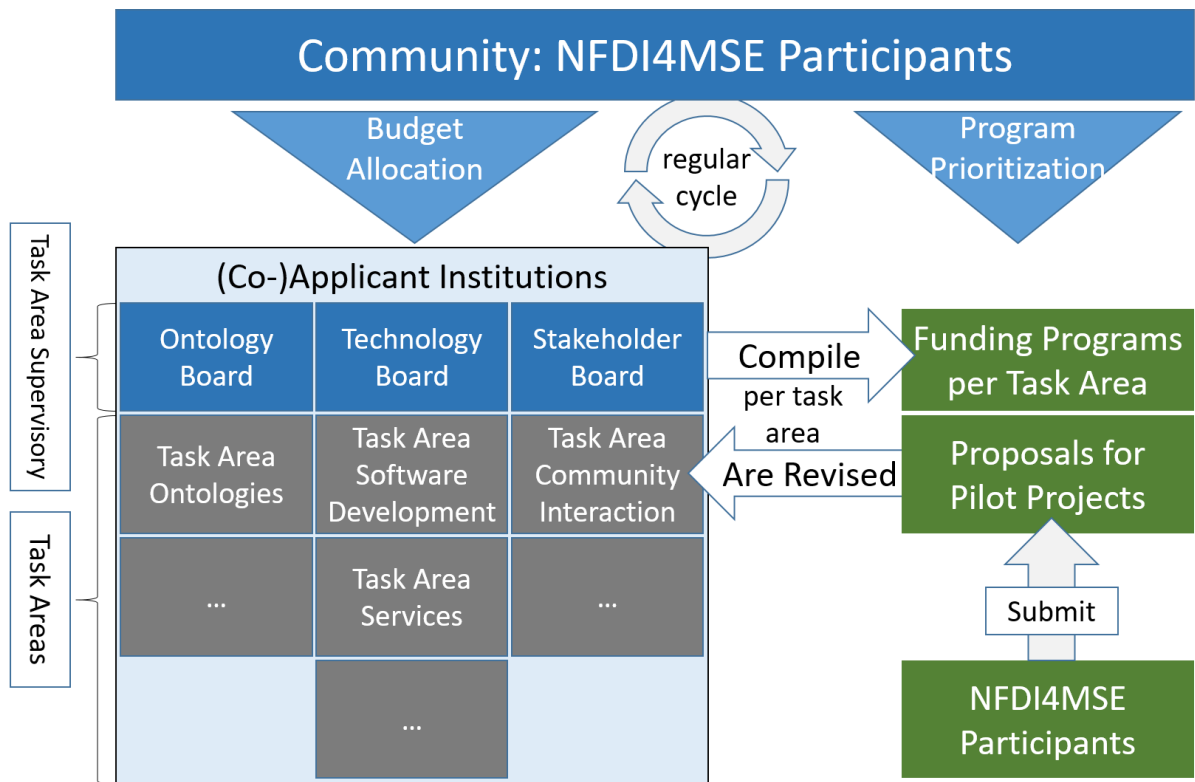 Community: NFDI4MSE Participants
Budget
Allocation
regular
cycle
Program
Prioritization
Task Area Supervisory
Task Areas
(Co-)Applicant Institutions
Ontology
Board
Technology
Board
Stakeholder
Board
Task Area
Ontologies
Task Area
Software
Development
Task Area
Community
Interaction
...
Task Area
Services
...
...
Compile
per task
area
Are Revised
Funding Programs
per Task Area
Proposals for
Pilot Projects
Submit
NFDI4MSE
Participants